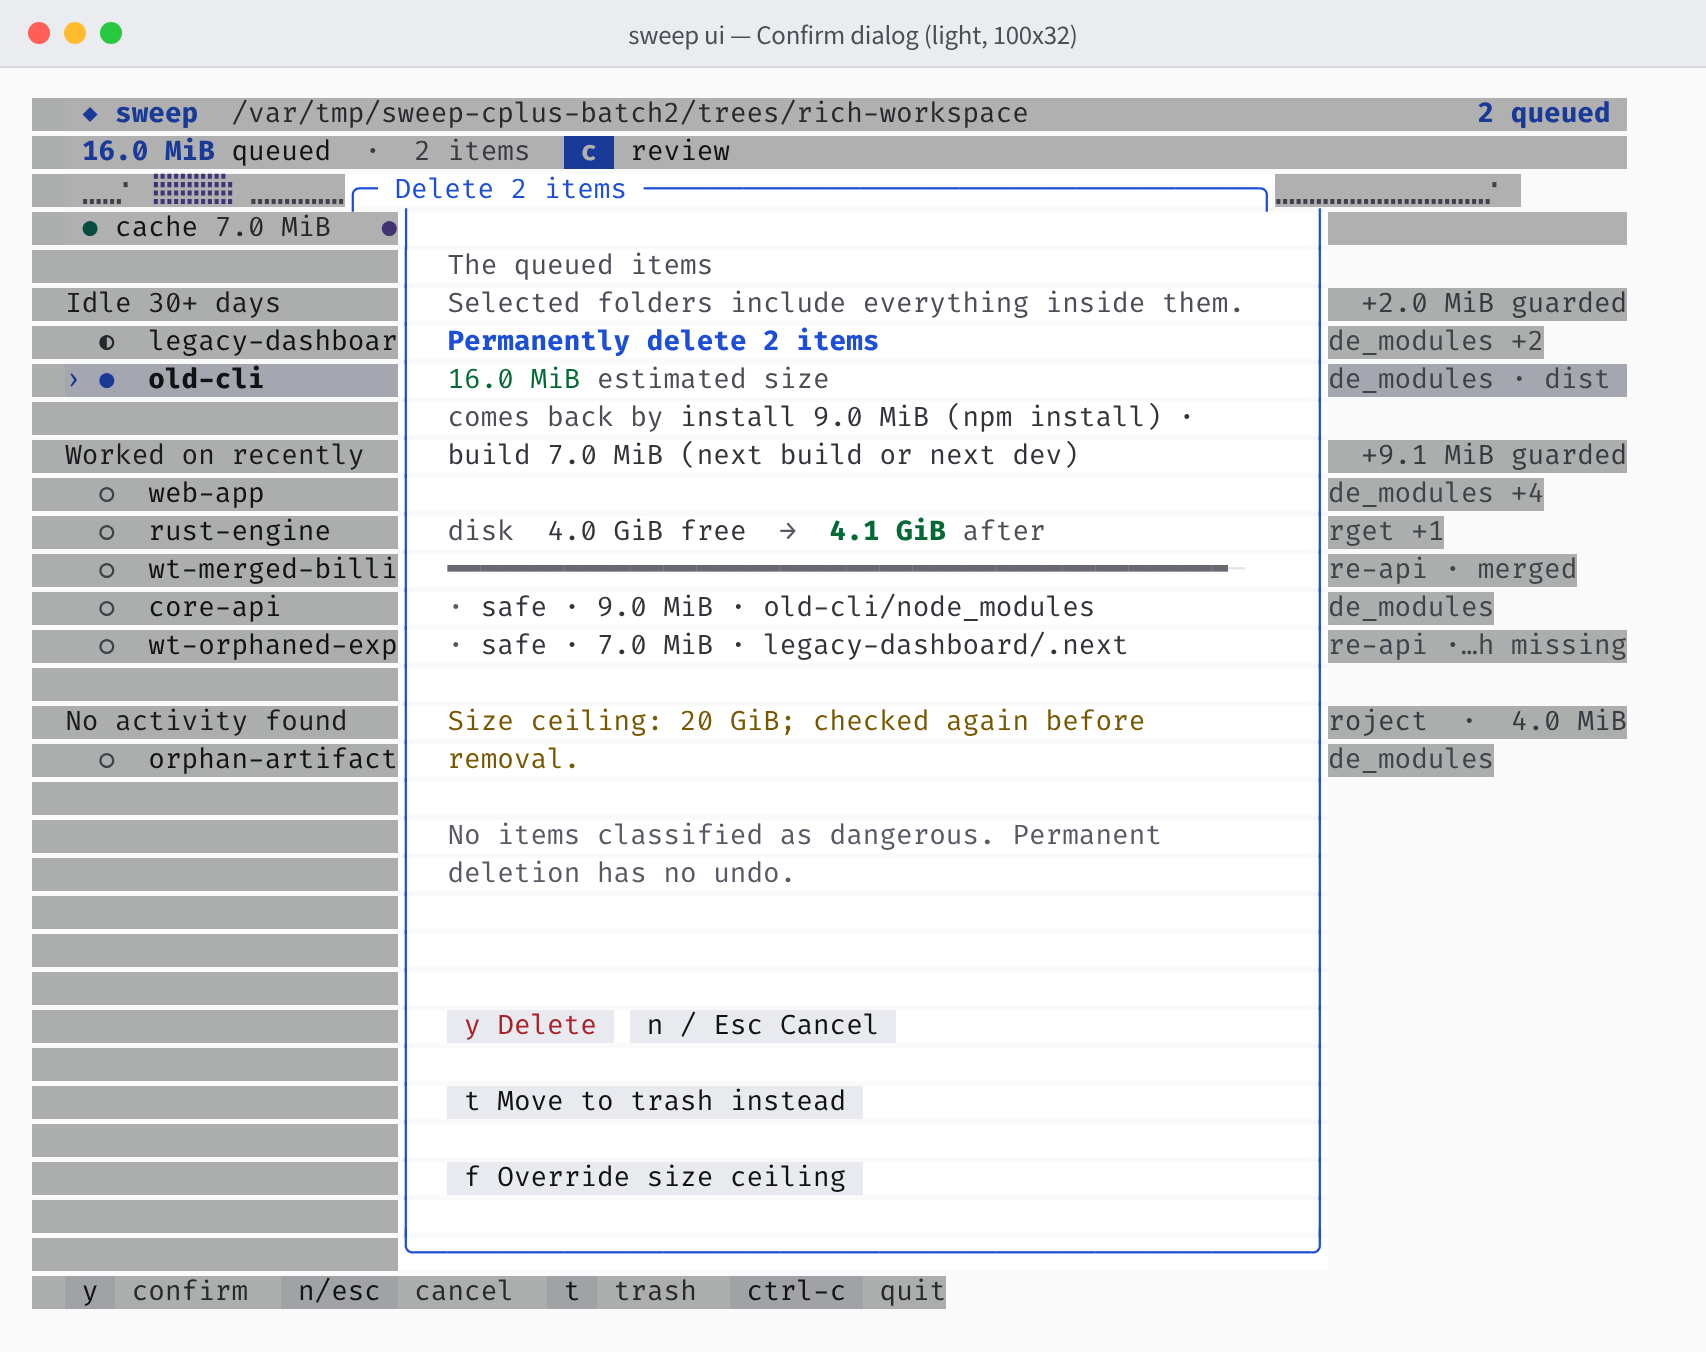 sweep ui — Confirm dialog (light, 100x32)
◆ sweep /var/tmp/sweep-cplus-batch2/trees/rich-workspace 2 queued
16.0 MiB queued · 2 items c review
Delete 2 items
● cache 7.0 MiB ●
The queued items
Idle 30+ days Selected folders include everything inside them. +2.0 MiB guarded
◐ legacy-dashboar Permanently delete 2 items de_modules +2
› ● old-cli 16.0 MiB estimated size de_modules · dist
comes back by install 9.0 MiB (npm install) ·
Worked on recently build 7.0 MiB (next build or next dev) +9.1 MiB guarded
○ web-app de_modules +4
○ rust-engine disk 4.0 GiB free → 4.1 GiB after rget +1
○ wt-merged-billi re-api · merged
○ core-api · safe · 9.0 MiB · old-cli/node_modules de_modules
○ wt-orphaned-exp · safe · 7.0 MiB · legacy-dashboard/.next re-api ·…h missing
No activity found Size ceiling: 20 GiB; checked again before roject · 4.0 MiB
○ orphan-artifact removal. de_modules
No items classified as dangerous. Permanent
deletion has no undo.
y Delete n / Esc Cancel
t Move to trash instead
f Override size ceiling
y confirm n/esc cancel t trash ctrl-c quit